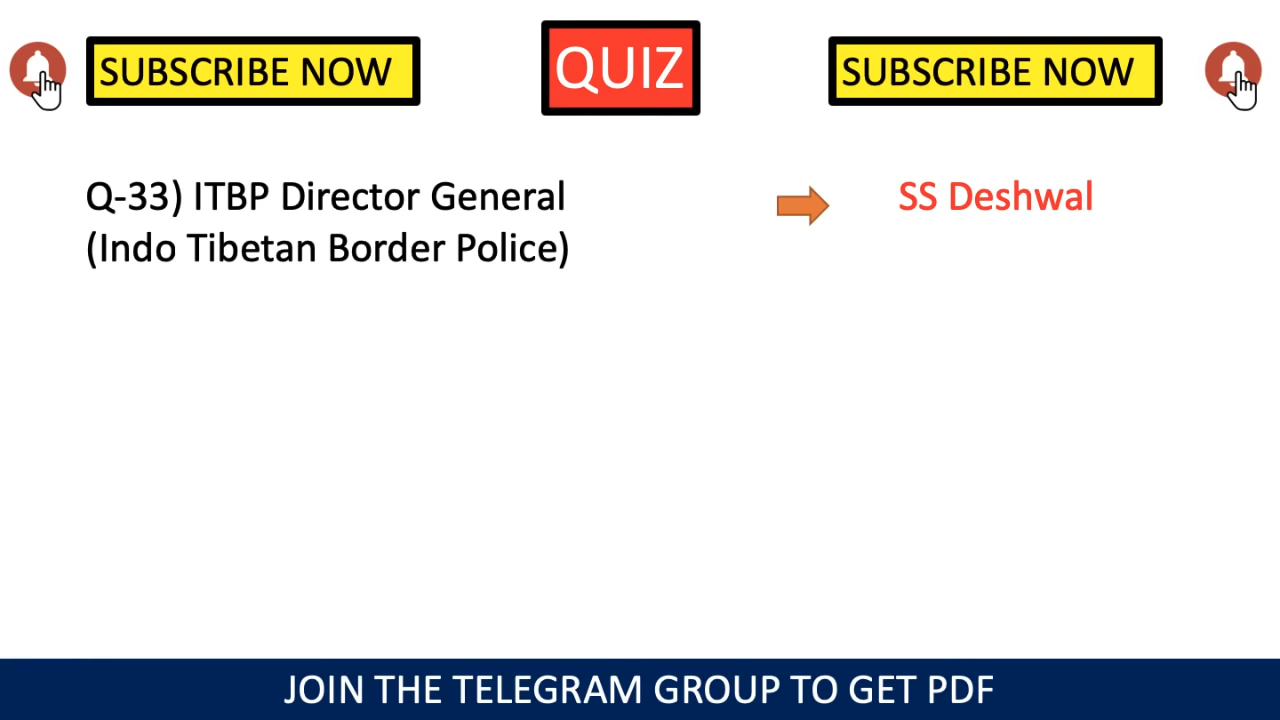 SUBSCRIBE NOW
QUIZ
SUBSCRIBE NOW
Q-33) ITBP Director General
(Indo Tibetan Border Police)
SS Deshwal
JOIN THE TELEGRAM GROUP TO GET PDF